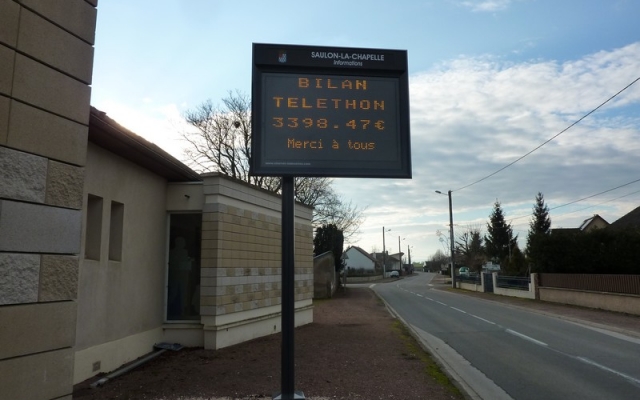 SAULON-LA-CHAPELLE
Informations
BILAN
TELETHON
3398.47€
Merci à tous